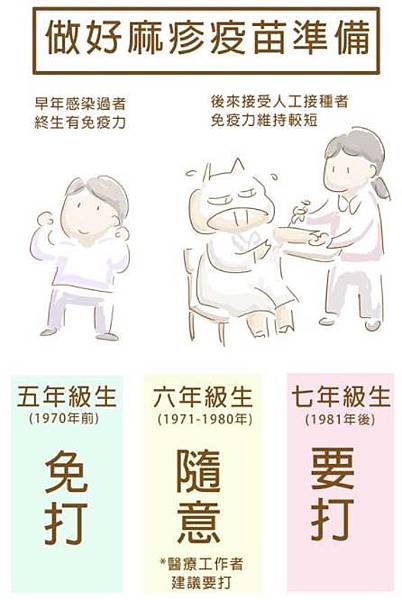 做好麻疹疫苗準備
早年感染過者
終生有免疫力
後來接受人工接種者
免疫力維持較短
五年級生
(1970年前)
免打
六年級生
(1971-1980年)
隨意
*醫療工作者
建議要打
七年級生
(1981年後)
要打